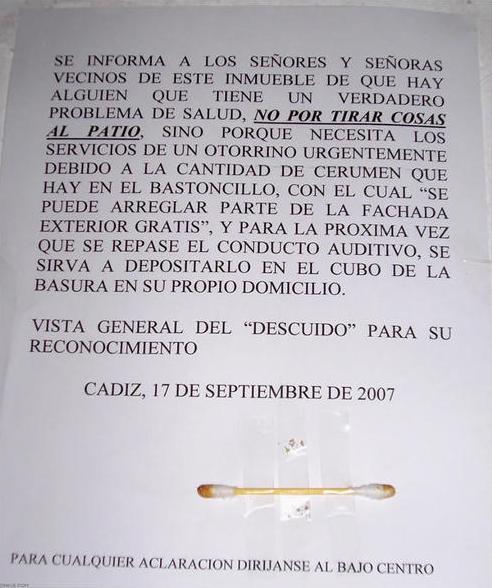 SE INFORMA A LOS SEÑORES Y SEÑORAS
VECINOS DE ESTE INMUEBLE DE QUE HAY
ALGUIEN QUE TIENE UN VERDADERO
PROBLEMA DE SALUD, NO POR TIRAR COSAS
AL PATIO, SINO PORQUE NECESITA LOS
SERVICIOS DE UN OTORRINO URGENTEMENTE
DEBIDO A LA CANTIDAD DE CERUMEN QUE
HAY EN EL BASTONCILLO, CON EL CUAL “SE
PUEDE ARREGLAR PARTE DE LA FACHADA
EXTERIOR GRATIS”, Y PARA LA PROXIMA VEZ
QUE SE REPASE EL CONDUCTO AUDITIVO, SE
SIRVA A DEPOSITARLO EN EL CUBO DE LA
BASURA EN SU PROPIO DOMICILIO.
VISTA GENERAL DEL “DESCUIDO” PARA SU
RECONOCIMIENTO
CADIZ, 17 DE SEPTIEMBRE DE 2007
PARA CUALQUIER ACLARACION DIRIJANSE AL BAJO CENTRO